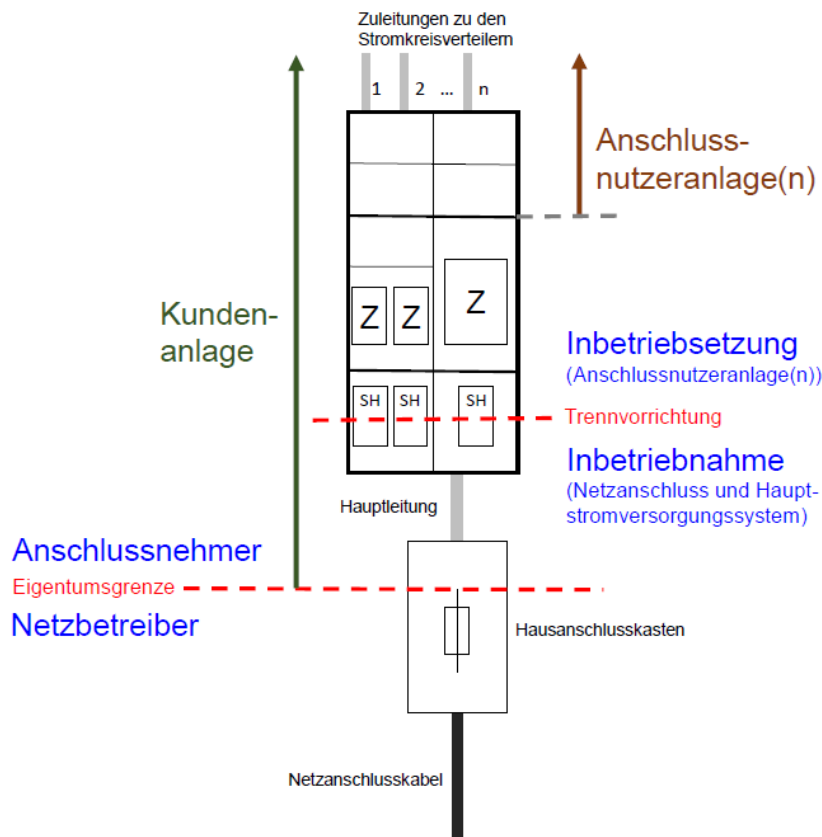 Zuleitungen zu den
Stromkreisverteilern
1 2 ... n
Anschluss-
nutzeranlage(n)
Kunden-
anlage
Z Z Z
Inbetriebsetzung
(Anschlussnutzeranlage(n))
SH SH SH
Trennvorrichtung
Inbetriebnahme
(Netzanschluss und Haupt-
stromversorgungssystem)
Hauptleitung
Anschlussnehmer
Eigentumsgrenze
Netzbetreiber
Hausanschlusskasten
Netzanschlusskabel